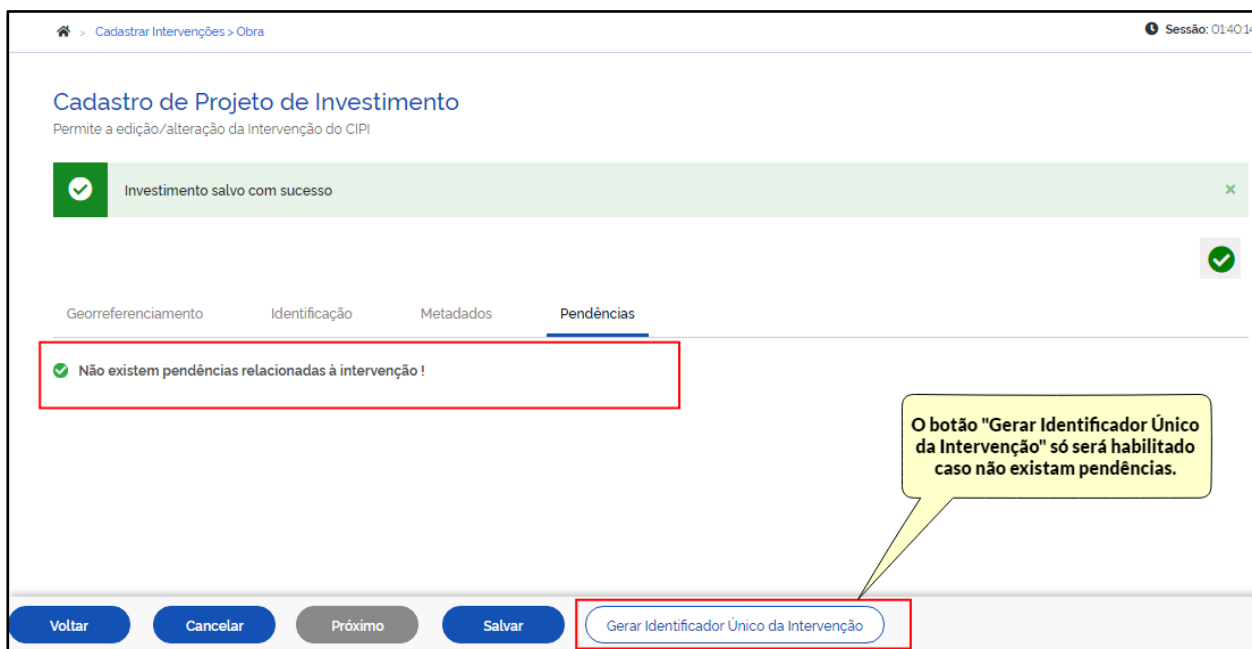 > Cadastrar Intervenções > Obra
Sessão: 01:40:14
Cadastro de Projeto de Investimento
Permite a edição/alteração da Intervenção do CIPI
Investimento salvo com sucesso ×
Georreferenciamento Identificação Metadados Pendências
Não existem pendências relacionadas à intervenção !
O botão "Gerar Identificador Único
da Intervenção" só será habilitado
caso não existam pendências.
Voltar Cancelar Próximo Salvar Gerar Identificador Único da Intervenção